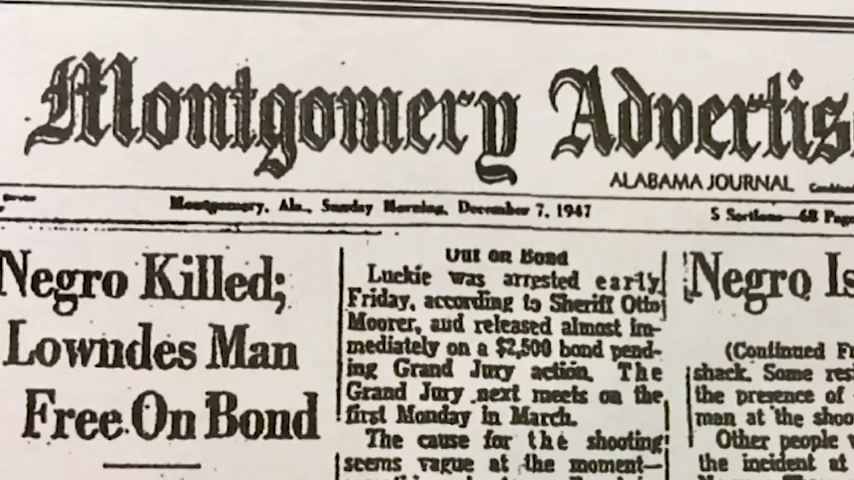 Montgomery Advertis
ALABAMA JOURNAL
Montgomery, Ala., Sunday Morning, December 7, 1947
5 Sections—68 Page
Negro Killed;
Lowndes Man
Free On Bond
Out on Bond
Luckie was arrested early
Friday, according to Sheriff Otto
Moorer, and released almost im-
mediately on a $2,500 bond pend-
ing Grand Jury action. The
Grand Jury next meets on the
first Monday in March.
The cause for the shooting
seems vague at the moment—
Negro Is
(Continued Fr
shack. Some resi
the presence of
man at the shoo
Other people w
the incident at